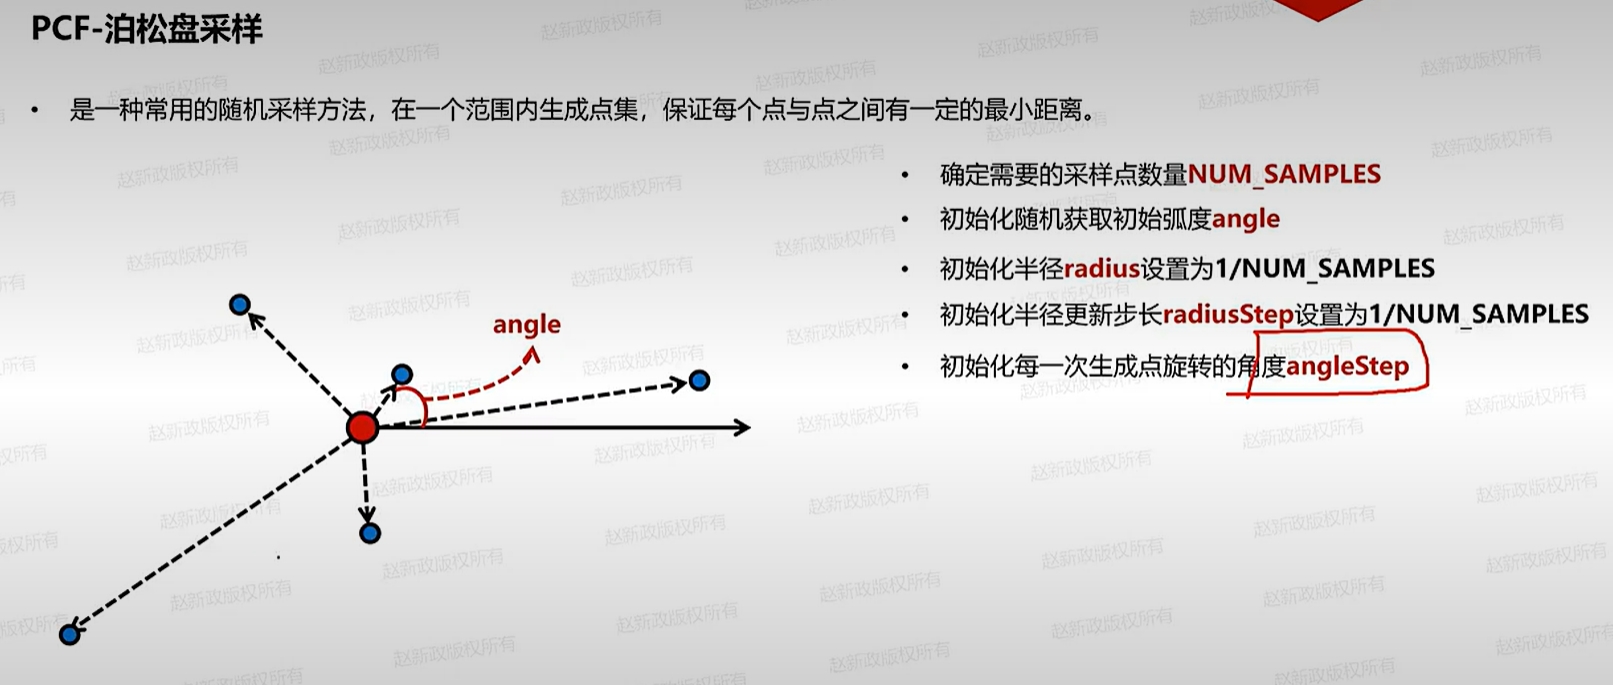 PCF-泊松盘采样
• 是一种常用的随机采样方法，在一个范围内生成点集，保证每个点与点之间有一定的最小距离。
• 确定需要的采样点数量NUM_SAMPLES
• 初始化随机获取初始弧度angle
• 初始化半径radius设置为1/NUM_SAMPLES
• 初始化半径更新步长radiusStep设置为1/NUM_SAMPLES
• 初始化每一次生成点旋转的角度angleStep
angle
赵新政版权所有